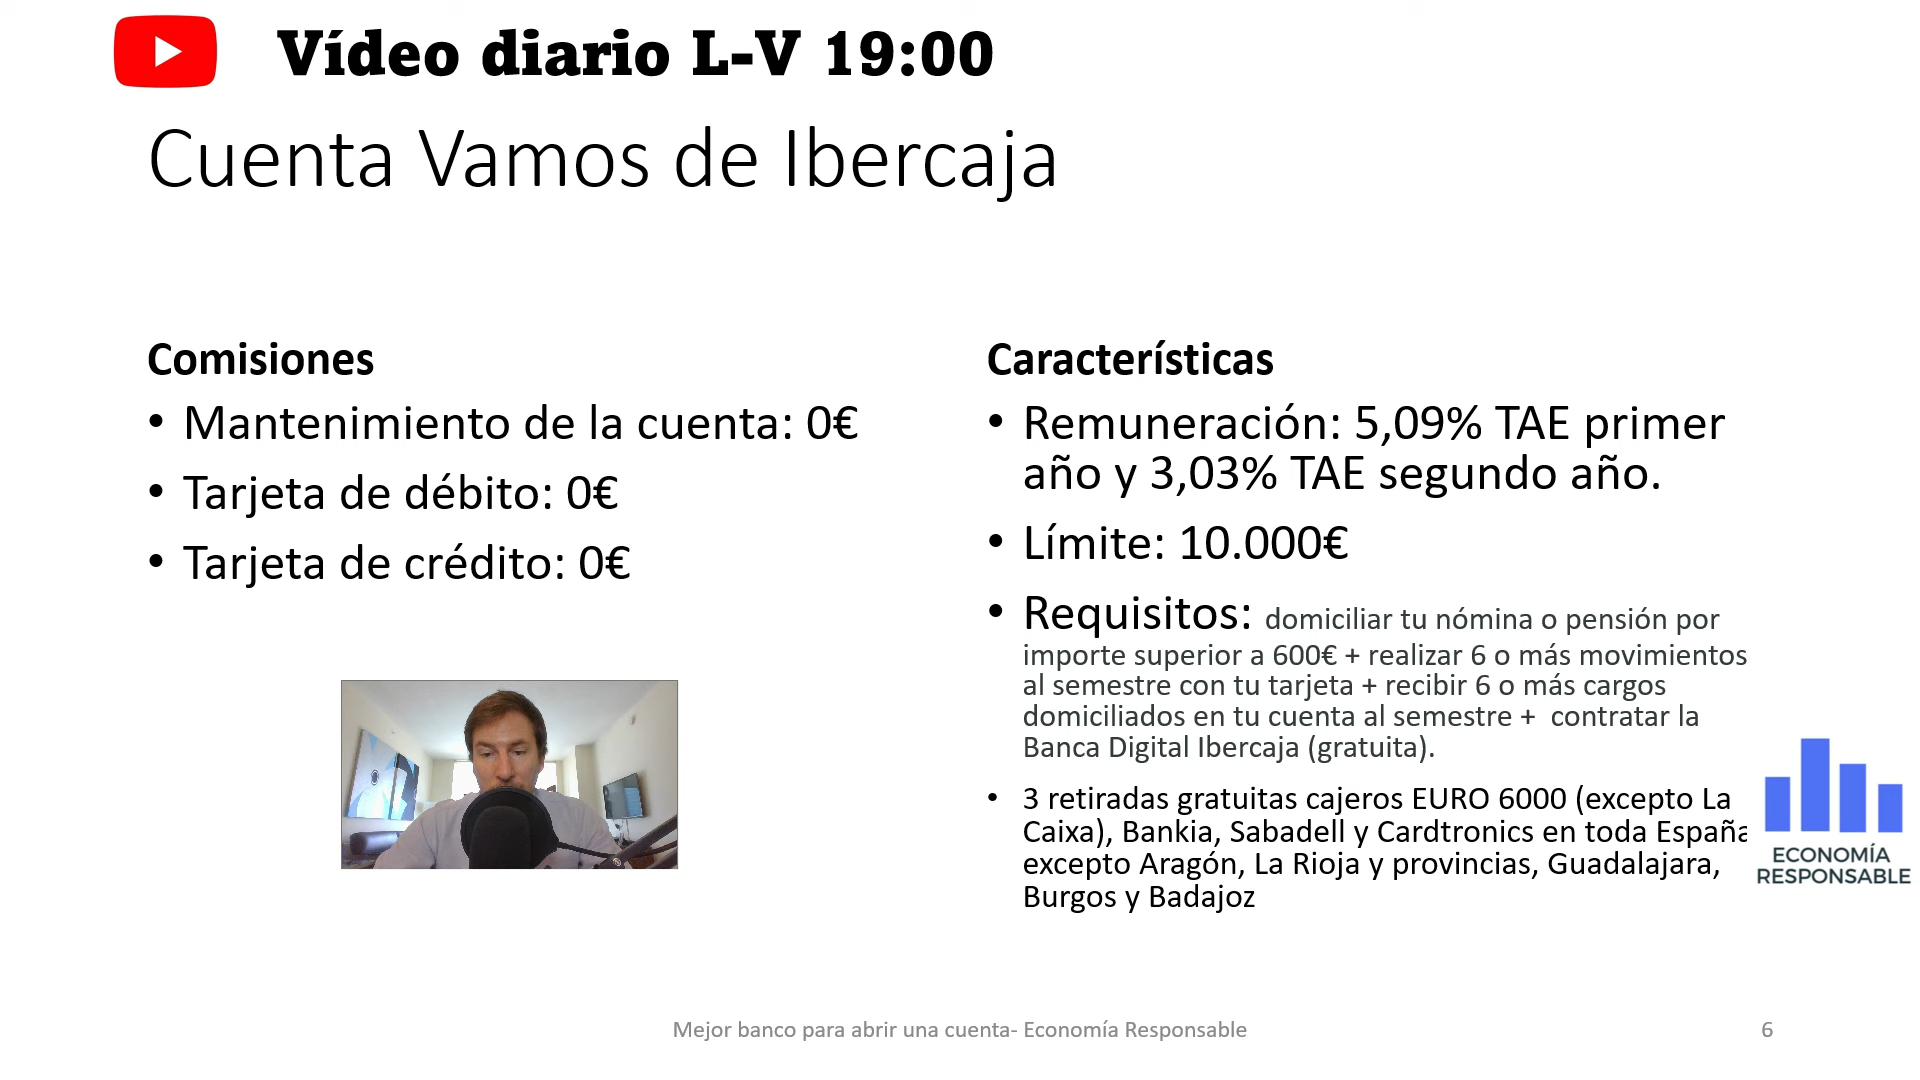 Vídeo diario L-V 19:00
Cuenta Vamos de Ibercaja
Comisiones
• Mantenimiento de la cuenta: 0€
• Tarjeta de débito: 0€
• Tarjeta de crédito: 0€
Características
• Remuneración: 5,09% TAE primer
año y 3,03% TAE segundo año.
• Límite: 10.000€
• Requisitos: domiciliar tu nómina o pensión por
importe superior a 600€ + realizar 6 o más movimientos
al semestre con tu tarjeta + recibir 6 o más cargos
domiciliados en tu cuenta al semestre + contratar la
Banca Digital Ibercaja (gratuita).
• 3 retiradas gratuitas cajeros EURO 6000 (excepto La
Caixa), Bankia, Sabadell y Cardtronics en toda España
excepto Aragón, La Rioja y provincias, Guadalajara,
Burgos y Badajoz
ECONOMÍA
RESPONSABLE
Mejor banco para abrir una cuenta- Economía Responsable
6